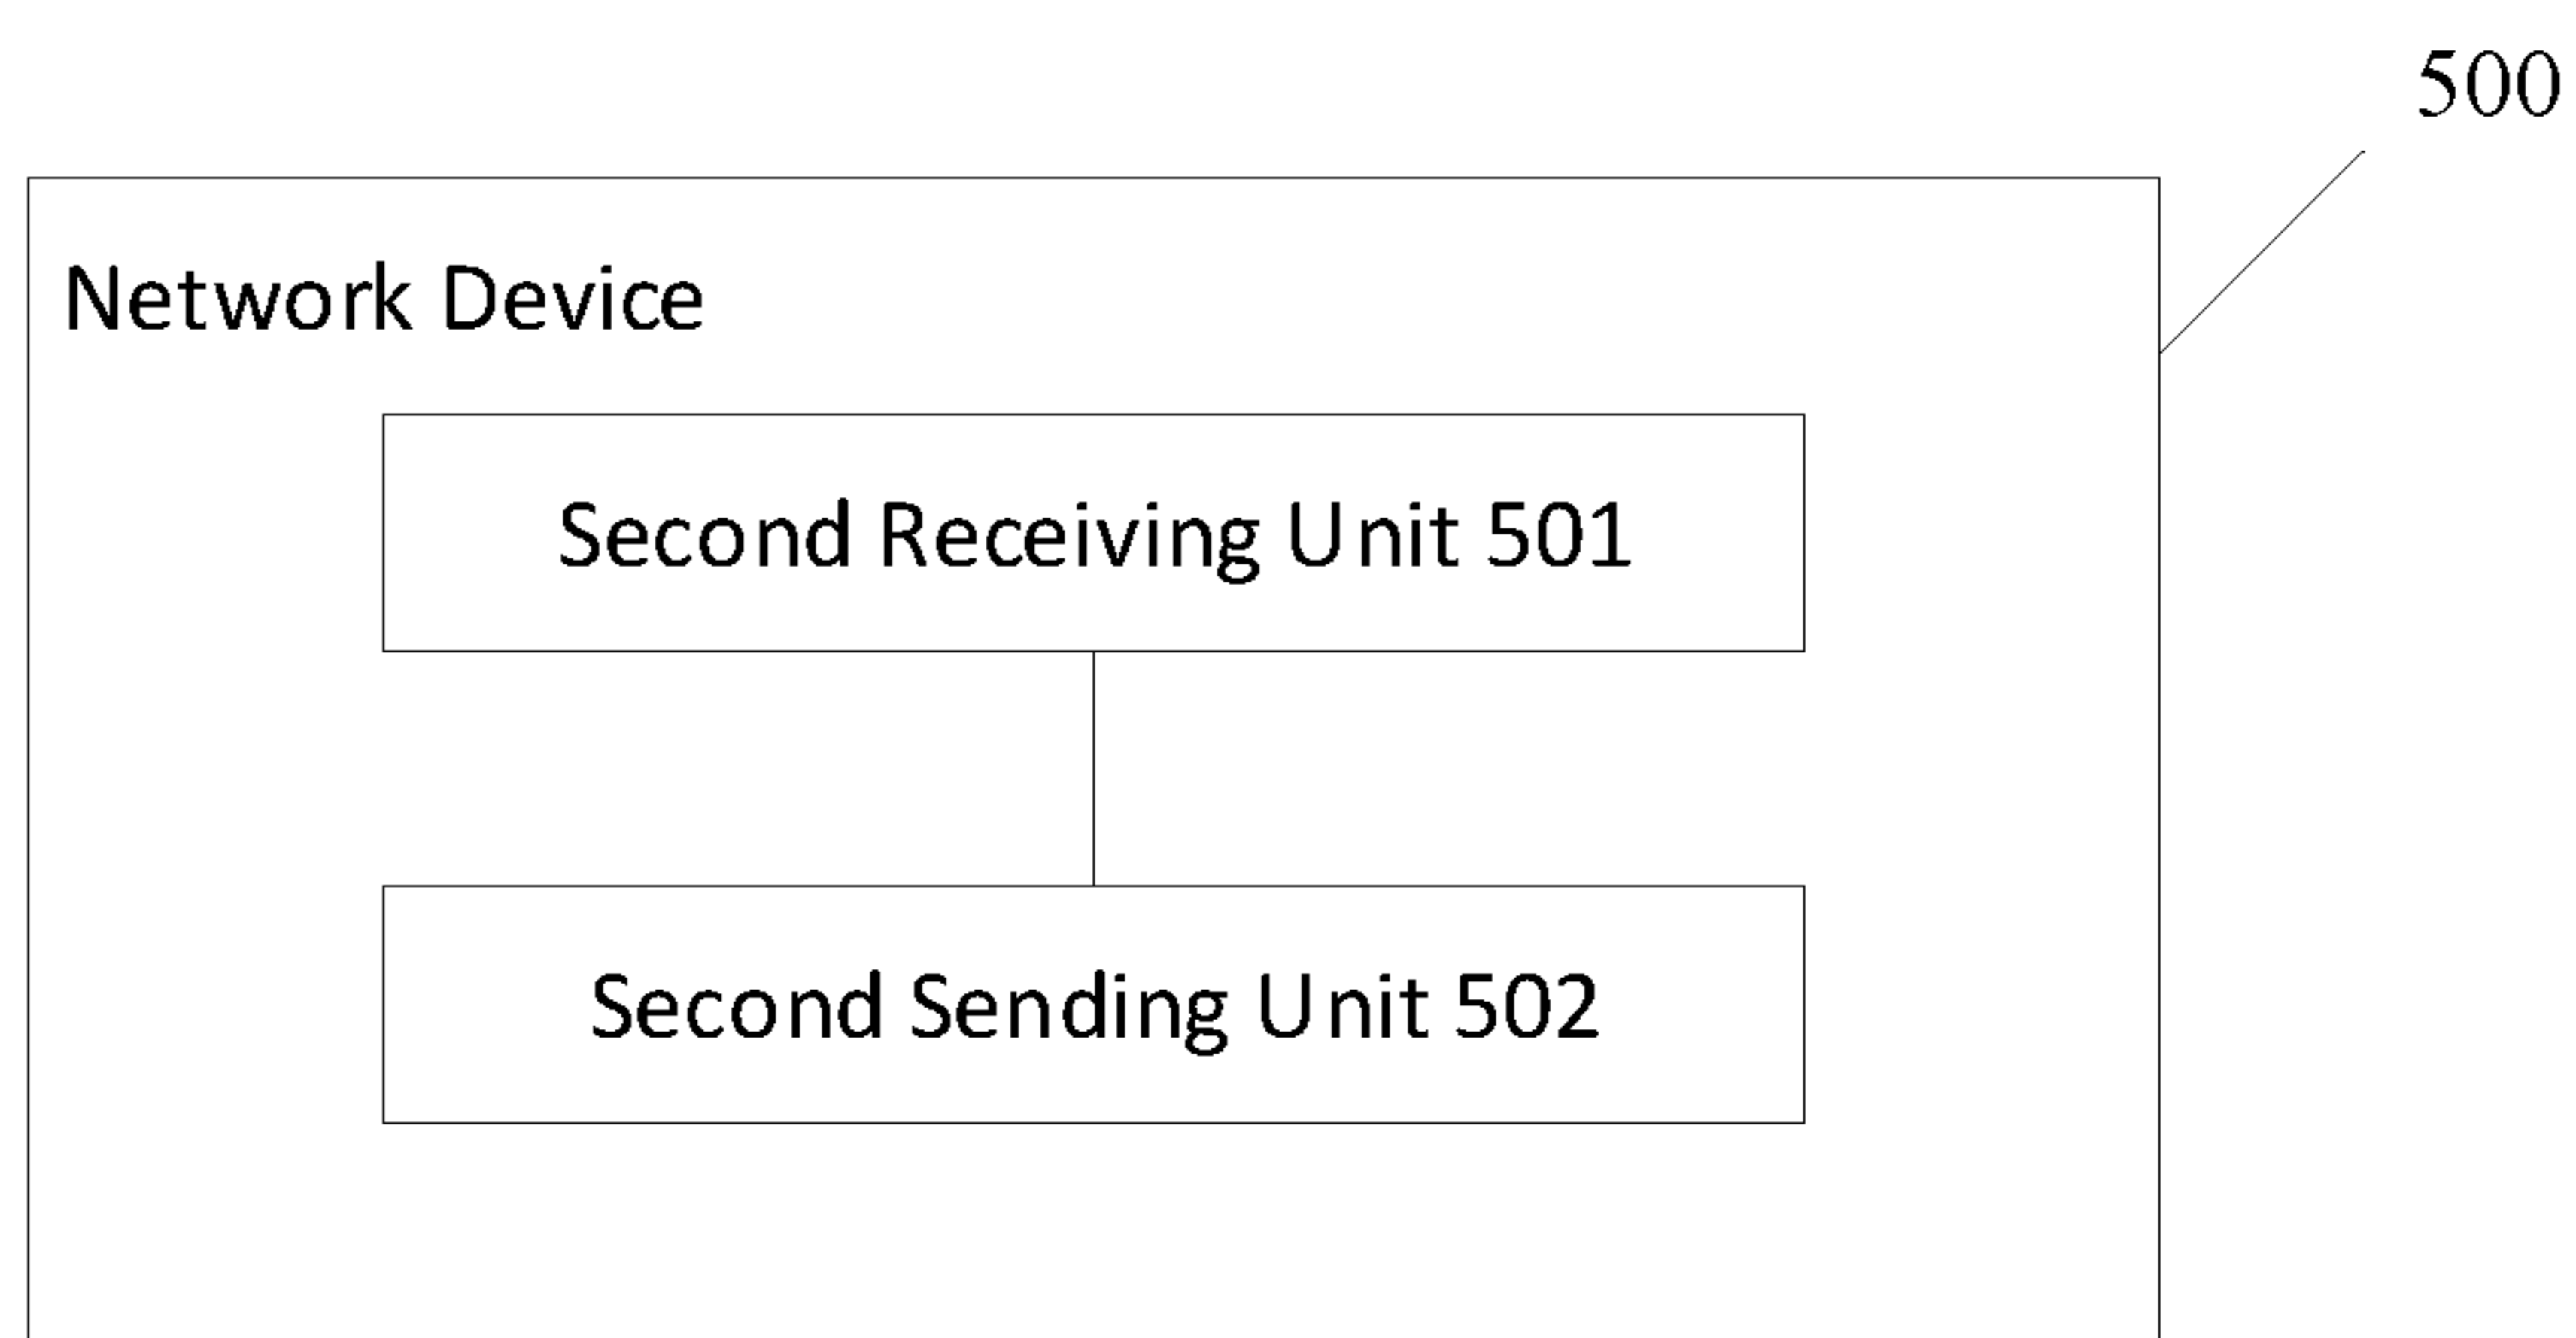 500
Network Device
Second Receiving Unit 501
Second Sending Unit 502